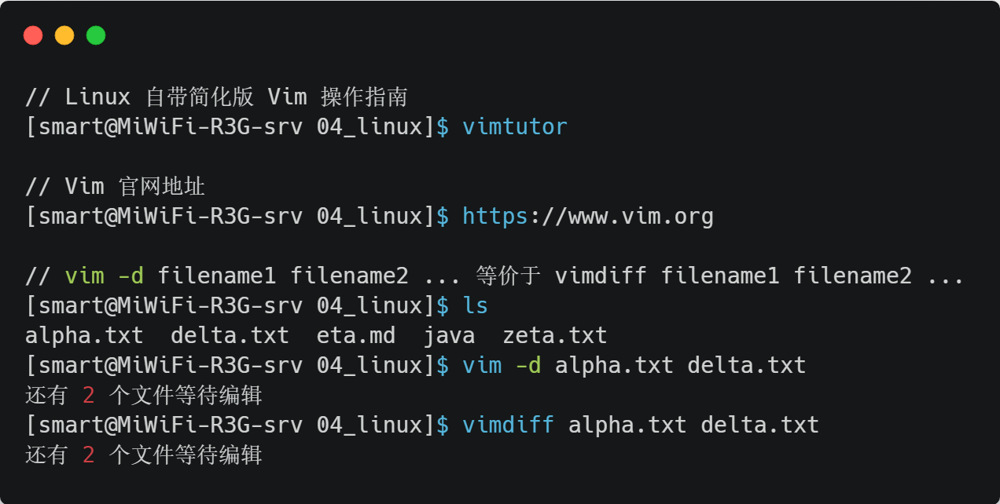 // Linux 自带简化版 Vim 操作指南
[smart@MiWiFi-R3G-srv 04_linux]$ vimtutor
// Vim 官网地址
[smart@MiWiFi-R3G-srv 04_linux]$ https://www.vim.org
// vim -d filename1 filename2 ... 等价于 vimdiff filename1 filename2 ...
[smart@MiWiFi-R3G-srv 04_linux]$ ls
alpha.txt  delta.txt  eta.md  java  zeta.txt
[smart@MiWiFi-R3G-srv 04_linux]$ vim -d alpha.txt delta.txt
还有 2 个文件等待编辑
[smart@MiWiFi-R3G-srv 04_linux]$ vimdiff alpha.txt delta.txt
还有 2 个文件等待编辑